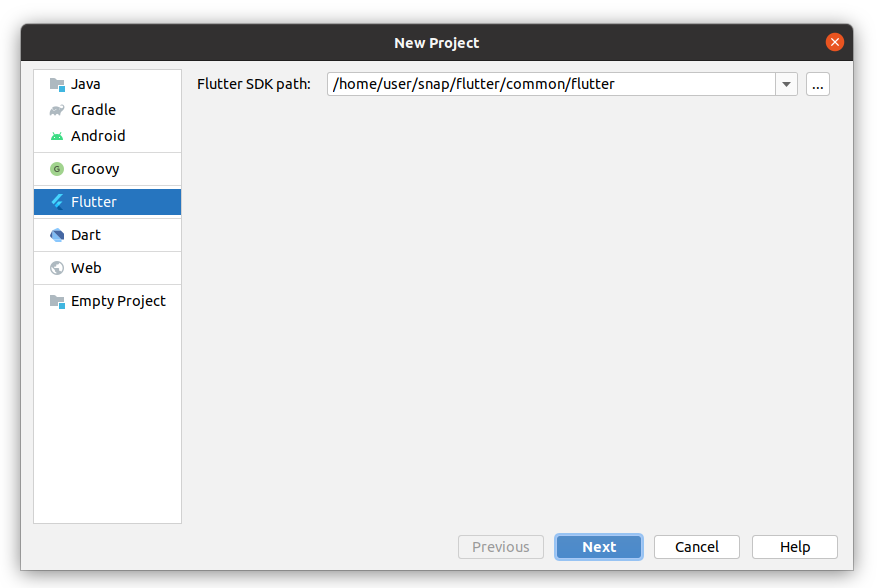 New Project
Java
Gradle
Android
G Groovy
Flutter
Dart
Web
Empty Project
Flutter SDK path: /home/user/snap/flutter/common/flutter ...
Previous Next Cancel Help